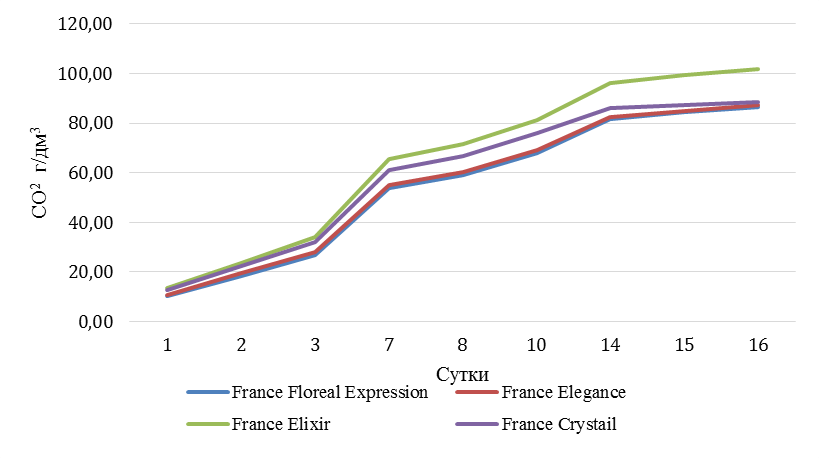 120,00
100,00
80,00
60,00
40,00
20,00
0,00
CO² г/дм³
1 2 3 7 8 10 14 15 16
Сутки
France Floreal Expression France Elegance
France Elixir France Crystail